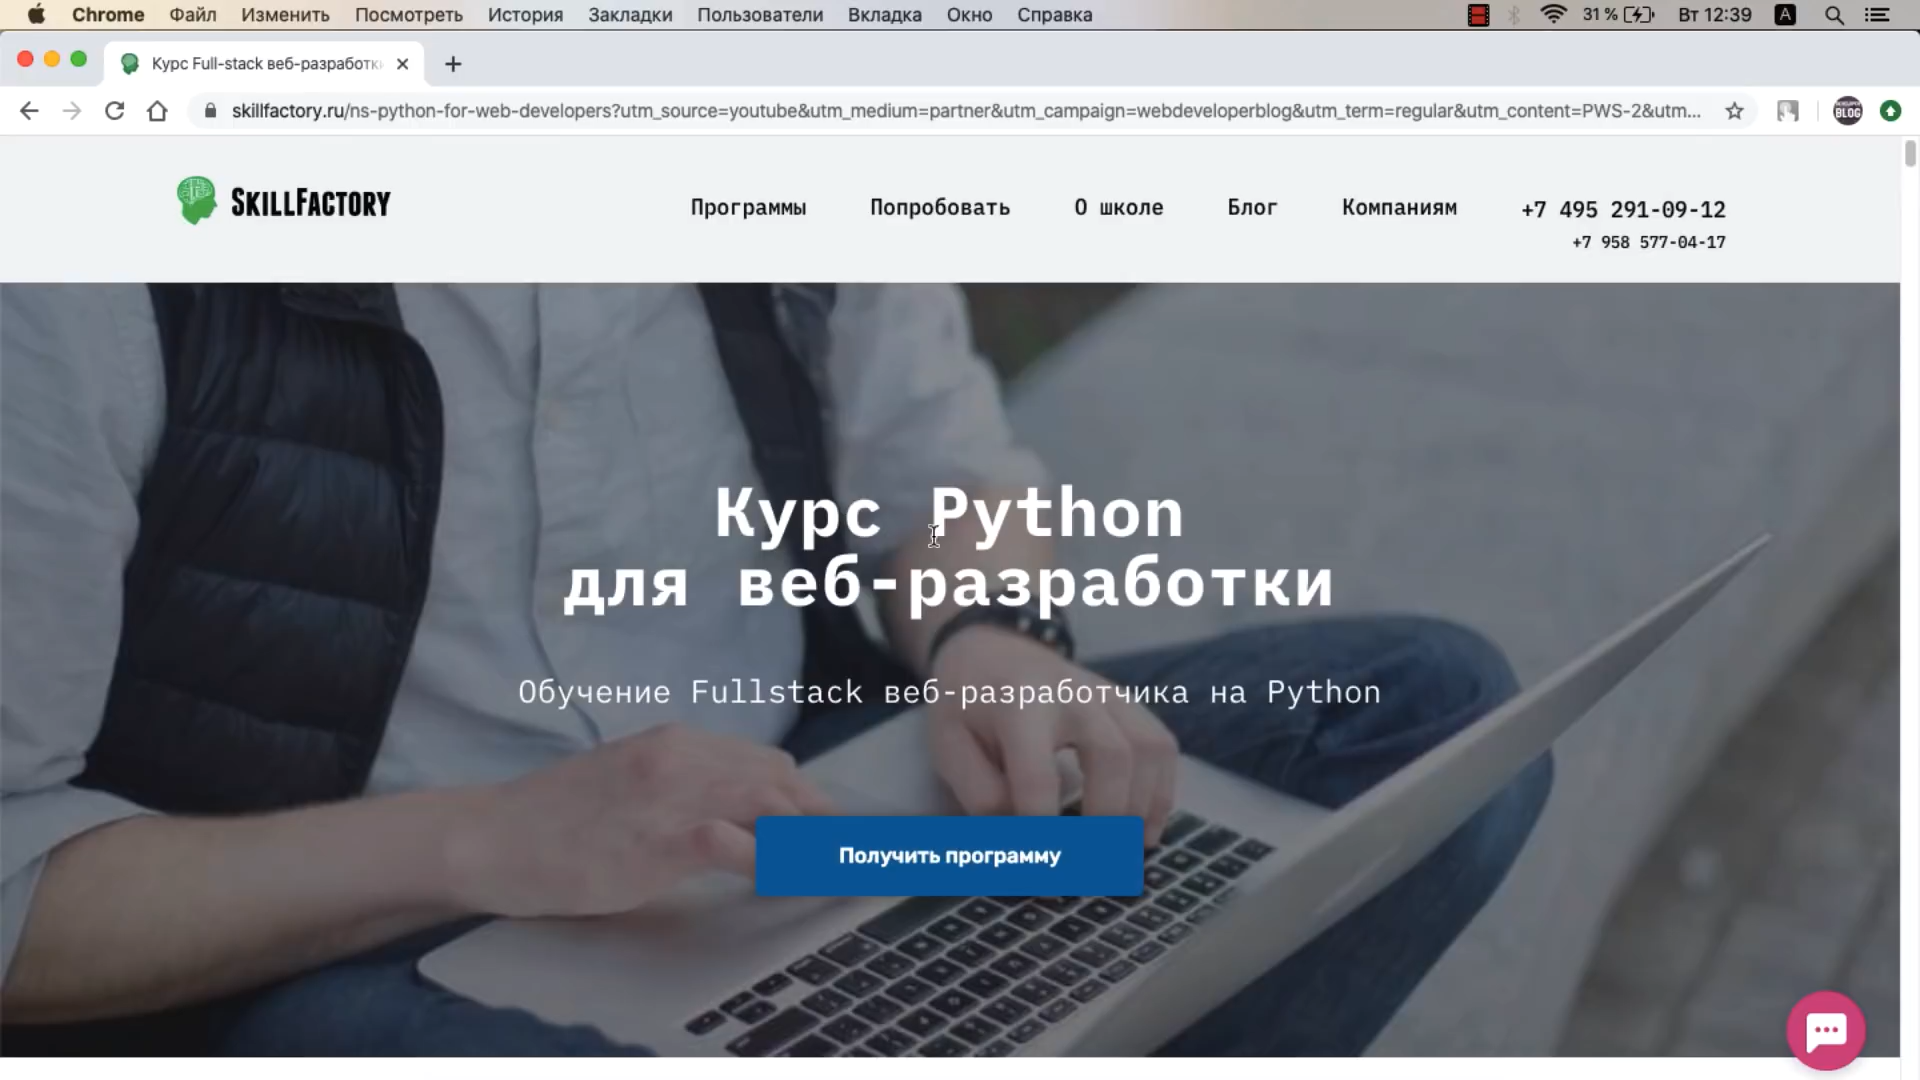 Chrome Файл Изменить Посмотреть История Закладки Пользователи Вкладка Окно Справка 31 % Вт 12:39 A
Курс Full-stack веб-разработки
skillfactory.ru/ns-python-for-web-developers?utm_source=youtube&utm_medium=partner&utm_campaign=webdeveloperblog&utm_term=regular&utm_content=PWS-2&utm...
BLOG
SKILLFACTORY
Программы Попробовать О школе Блог Компаниям +7 495 291-09-12
+7 958 577-04-17
Курс Python
для веб-разработки
Обучение Fullstack веб-разработчика на Python
Получить программу